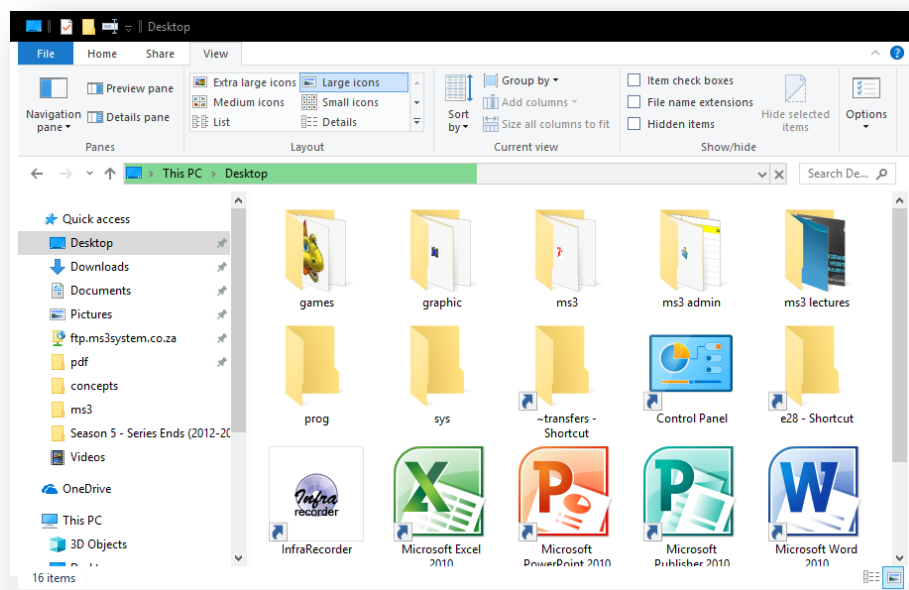 Desktop
File Home Share View
Navigation pane
Preview pane
Details pane
Panes
Extra large icons Large icons
Medium icons Small icons
List Details
Layout
Sort by
Group by
Add columns
Size all columns to fit
Current view
Item check boxes
File name extensions
Hidden items
Hide selected items
Show/hide
Options
This PC Desktop
Search De...
Quick access
Desktop
Downloads
Documents
Pictures
ftp.ms3system.co.za
pdf
concepts
ms3
Season 5 - Series Ends (2012-20
Videos
OneDrive
This PC
3D Objects
games graphic ms3 ms3 admin ms3 lectures
prog sys ~transfers - Shortcut Control Panel e28 - Shortcut
Infra recorder
InfraRecorder Microsoft Excel 2010 Microsoft PowerPoint 2010 Microsoft Publisher 2010 Microsoft Word 2010
16 items